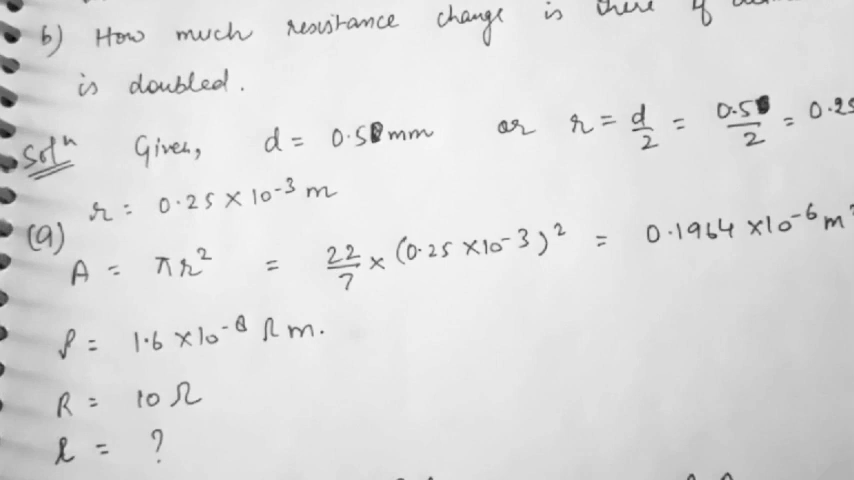 b) How much resistance change is there if
is doubled.
Solⁿ Given, d = 0.5 mm or r = d/2 = 0.5/2 = 0.25
r = 0.25 × 10⁻³ m
(a)
A = πr² = 22/7 × (0.25 × 10⁻³)² = 0.1964 × 10⁻⁶ m²
ρ = 1.6 × 10⁻⁸ Ω m.
R = 10 Ω
l = ?